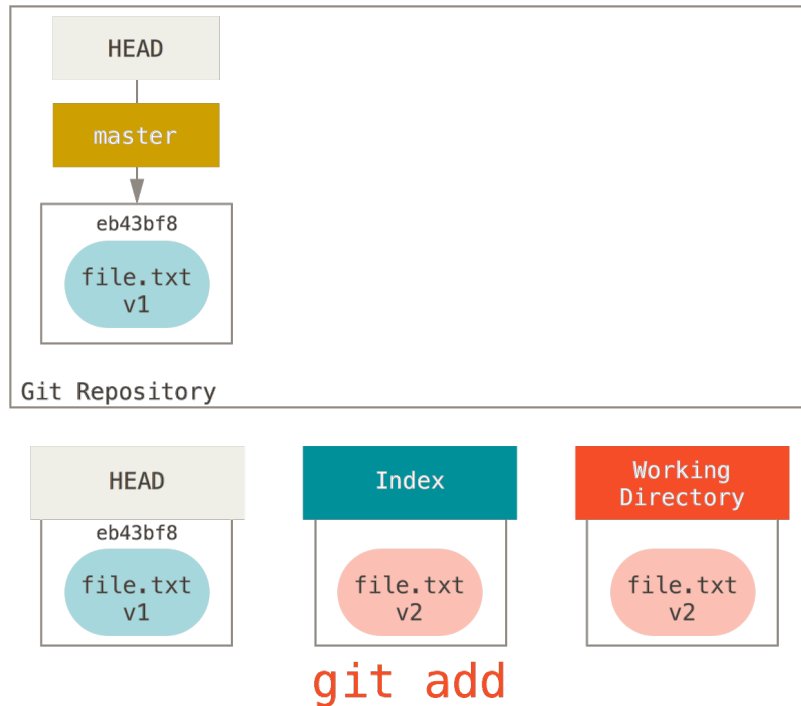 HEAD
master
eb43bf8
file.txt
v1
Git Repository
HEAD
Index
Working
Directory
eb43bf8
file.txt
v1
file.txt
v2
file.txt
v2
git add